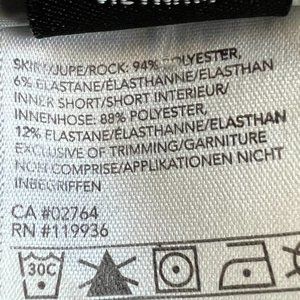 SKIRT/JUPE/ROCK: 94% POLYESTER,
6% ELASTANE/ÉLASTHANNE/ELASTHAN
INNER SHORT/SHORT INTERIEUR/
INNENHOSE: 88% POLYESTER,
12% ELASTANE/ÉLASTHANNE/ELASTHAN
EXCLUSIVE OF TRIMMING/GARNITURE
NON COMPRISE/APPLIKATIONEN NICHT
INBEGRIFFEN
CA #02764
RN #119936
30C